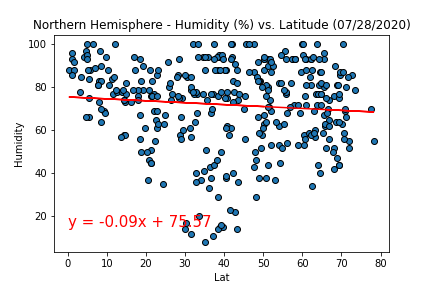 Northern Hemisphere - Humidity (%) vs. Latitude (07/28/2020)
100
80
60
40
20
Humidity
y = -0.09x + 75.57
0 10 20 30 40 50 60 70 80
Lat